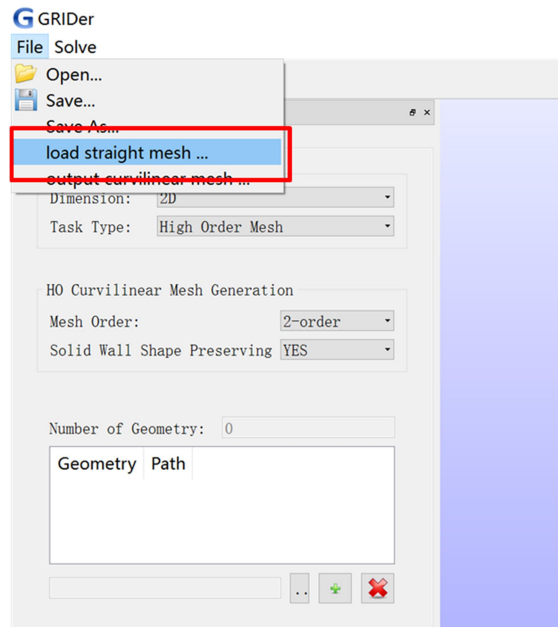 GRIDer
File Solve
Open...
Save...
Save As...
load straight mesh ...
output curvilinear mesh ...
Dimension: 2D
Task Type: High Order Mesh
HO Curvilinear Mesh Generation
Mesh Order: 2-order
Solid Wall Shape Preserving YES
Number of Geometry: 0
Geometry Path
..